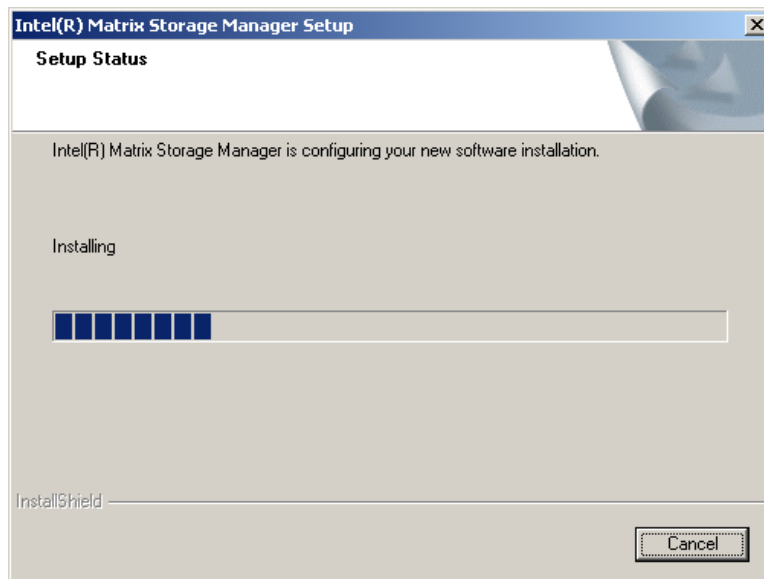 Intel(R) Matrix Storage Manager Setup
Setup Status
Intel(R) Matrix Storage Manager is configuring your new software installation.
Installing
InstallShield
Cancel